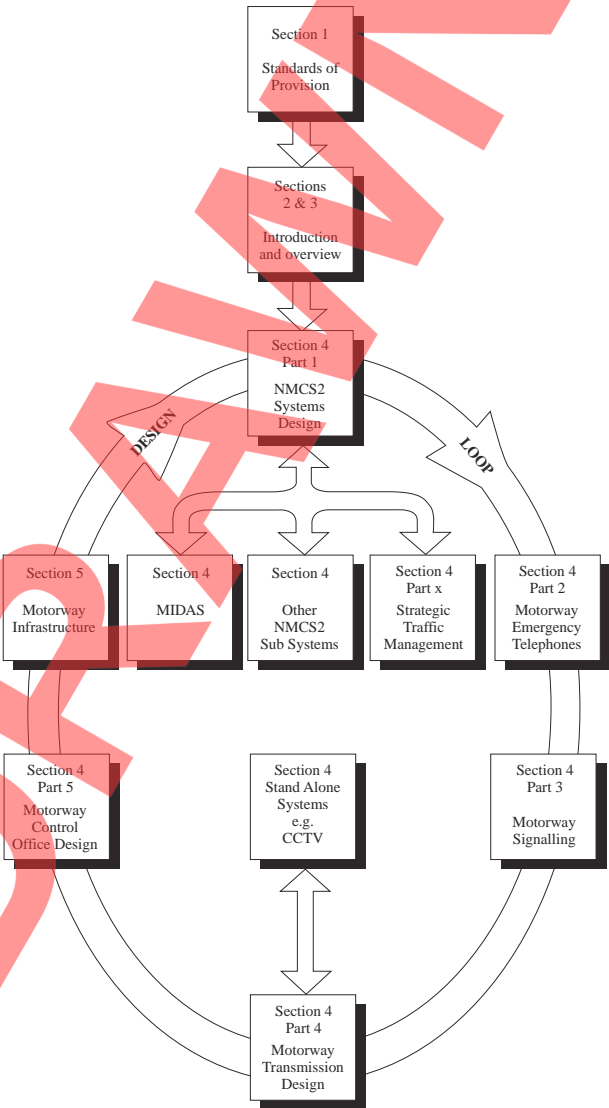 Section 1
Standards of
Provision
Sections
2 & 3
Introduction
and overview
Section 4
Part 1
NMCS2
Systems
Design
DESIGN
LOOP
Section 5
Motorway
Infrastructure
Section 4
MIDAS
Section 4
Other
NMCS2
Sub Systems
Section 4
Part x
Strategic
Traffic
Management
Section 4
Part 2
Motorway
Emergency
Telephones
Section 4
Part 5
Motorway
Control
Office Design
Section 4
Stand Alone
Systems
e.g.
CCTV
Section 4
Part 3
Motorway
Signalling
Section 4
Part 4
Motorway
Transmission
Design